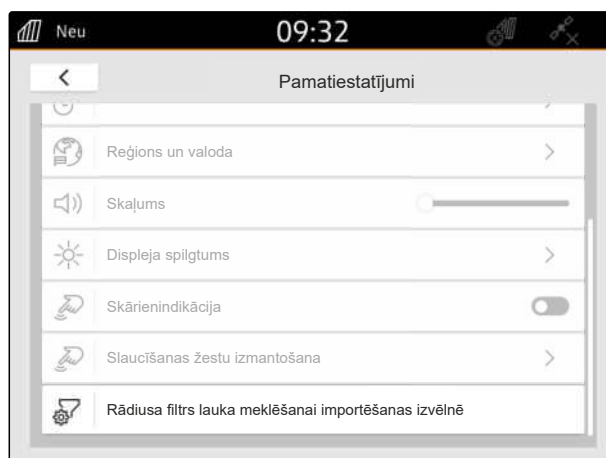 Neu
09:32
Pamatiestatījumi
Reģions un valoda
Skaļums
Displeja spilgtums
Skārienindikācija
Slaucīšanas žestu izmantošana
Rādiusa filtrs lauka meklēšanai importēšanas izvēlnē